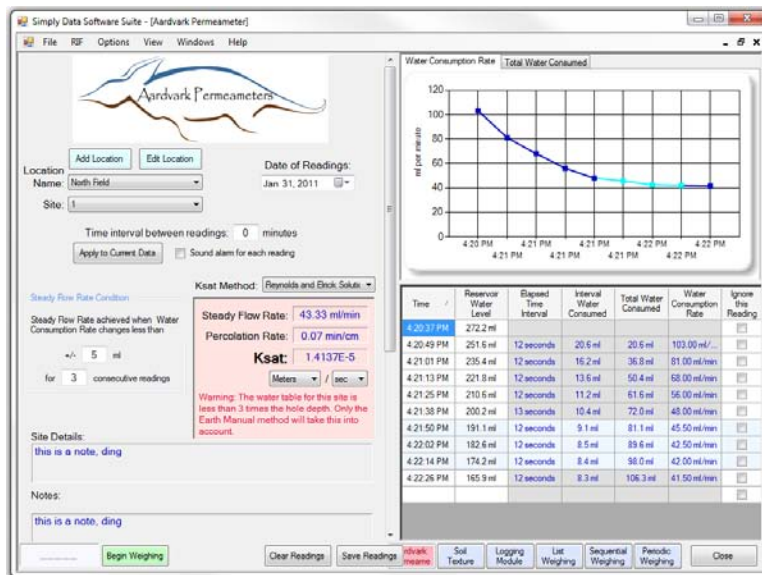 Simply Data Software Suite - [Aardvark Permeameter]
File RIF Options View Windows Help
Aardvark Permeameters
Add Location Edit Location
Location
Name: North Field
Date of Readings:
Jan 31, 2011
Site: 1
Time interval between readings: 0 minutes
Apply to Current Data Sound alarm for each reading
Ksat Method: Reynolds and Elrick Solutic
Steady Flow Rate Condition
Steady Flow Rate achieved when Water
Consumption Rate changes less than
+/- 5 ml
for 3 consecutive readings
Steady Flow Rate: 43.33 ml/min
Percolation Rate: 0.07 min/cm
Ksat: 1.4137E-5
Meters / sec
Warning: The water table for this site is
less than 3 times the hole depth. Only the
Earth Manual method will take this into
account.
Site Details:
this is a note, ding
Notes:
this is a note, ding
Begin Weighing Clear Readings Save Readings
Water Consumption Rate Total Water Consumed
ml per minute
120
100
80
60
40
20
0
4:20 PM 4:21 PM 4:21 PM 4:22 PM 4:22 PM
4:21 PM 4:21 PM 4:21 PM 4:22 PM
Time Reservoir Water Level Elapsed Time Interval Interval Water Consumed Total Water Consumed Water Consumption Rate Ignore this Reading
4:20:37 PM 272.2 ml
4:20:49 PM 251.6 ml 12 seconds 20.6 ml 20.6 ml 103.00 ml/...
4:21:01 PM 235.4 ml 12 seconds 16.2 ml 36.8 ml 81.00 ml/min
4:21:13 PM 221.8 ml 12 seconds 13.6 ml 50.4 ml 68.00 ml/min
4:21:25 PM 210.6 ml 12 seconds 11.2 ml 61.6 ml 56.00 ml/min
4:21:38 PM 200.2 ml 13 seconds 10.4 ml 72.0 ml 48.00 ml/min
4:21:50 PM 191.1 ml 12 seconds 9.1 ml 81.1 ml 45.50 ml/min
4:22:02 PM 182.6 ml 12 seconds 8.5 ml 89.6 ml 42.50 ml/min
4:22:14 PM 174.2 ml 12 seconds 8.4 ml 98.0 ml 42.00 ml/min
4:22:26 PM 165.9 ml 12 seconds 8.3 ml 106.3 ml 41.50 ml/min
rdvark
rmeame
Soil
Texture
Logging
Module
List
Weighing
Sequential
Weighing
Periodic
Weighing
Close